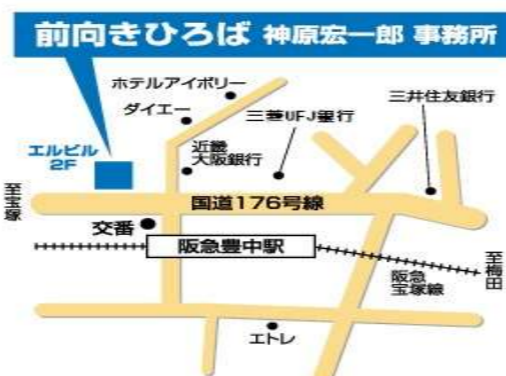 前向きひろば 神原宏一郎 事務所
ホテルアイボリー
ダイエー
三菱UFJ銀行
三井住友銀行
エルビル
2F
近畿
大阪銀行
至宝塚
国道176号線
交番
阪急豊中駅
阪急
宝塚線
至梅田
エトレ